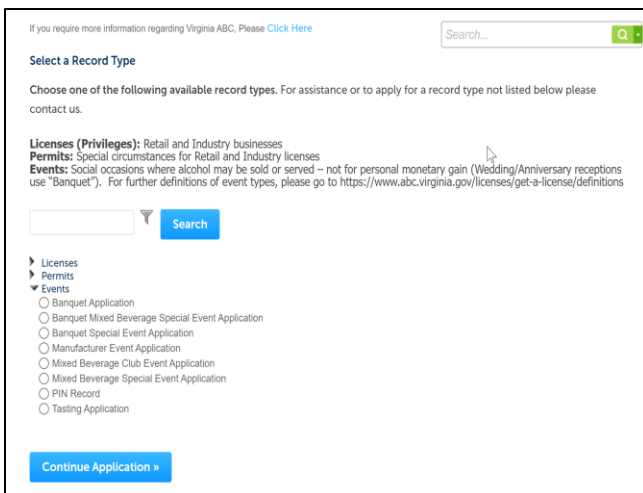 If you require more information regarding Virginia ABC, Please Click Here
Search...
Select a Record Type
Choose one of the following available record types. For assistance or to apply for a record type not listed below please
contact us.
Licenses (Privileges): Retail and Industry businesses
Permits: Special circumstances for Retail and Industry licenses
Events: Social occasions where alcohol may be sold or served – not for personal monetary gain (Wedding/Anniversary receptions
use “Banquet”). For further definitions of event types, please go to https://www.abc.virginia.gov/licenses/get-a-license/definitions
Search
Licenses
Permits
Events
Banquet Application
Banquet Mixed Beverage Special Event Application
Banquet Special Event Application
Manufacturer Event Application
Mixed Beverage Club Event Application
Mixed Beverage Special Event Application
PIN Record
Tasting Application
Continue Application »